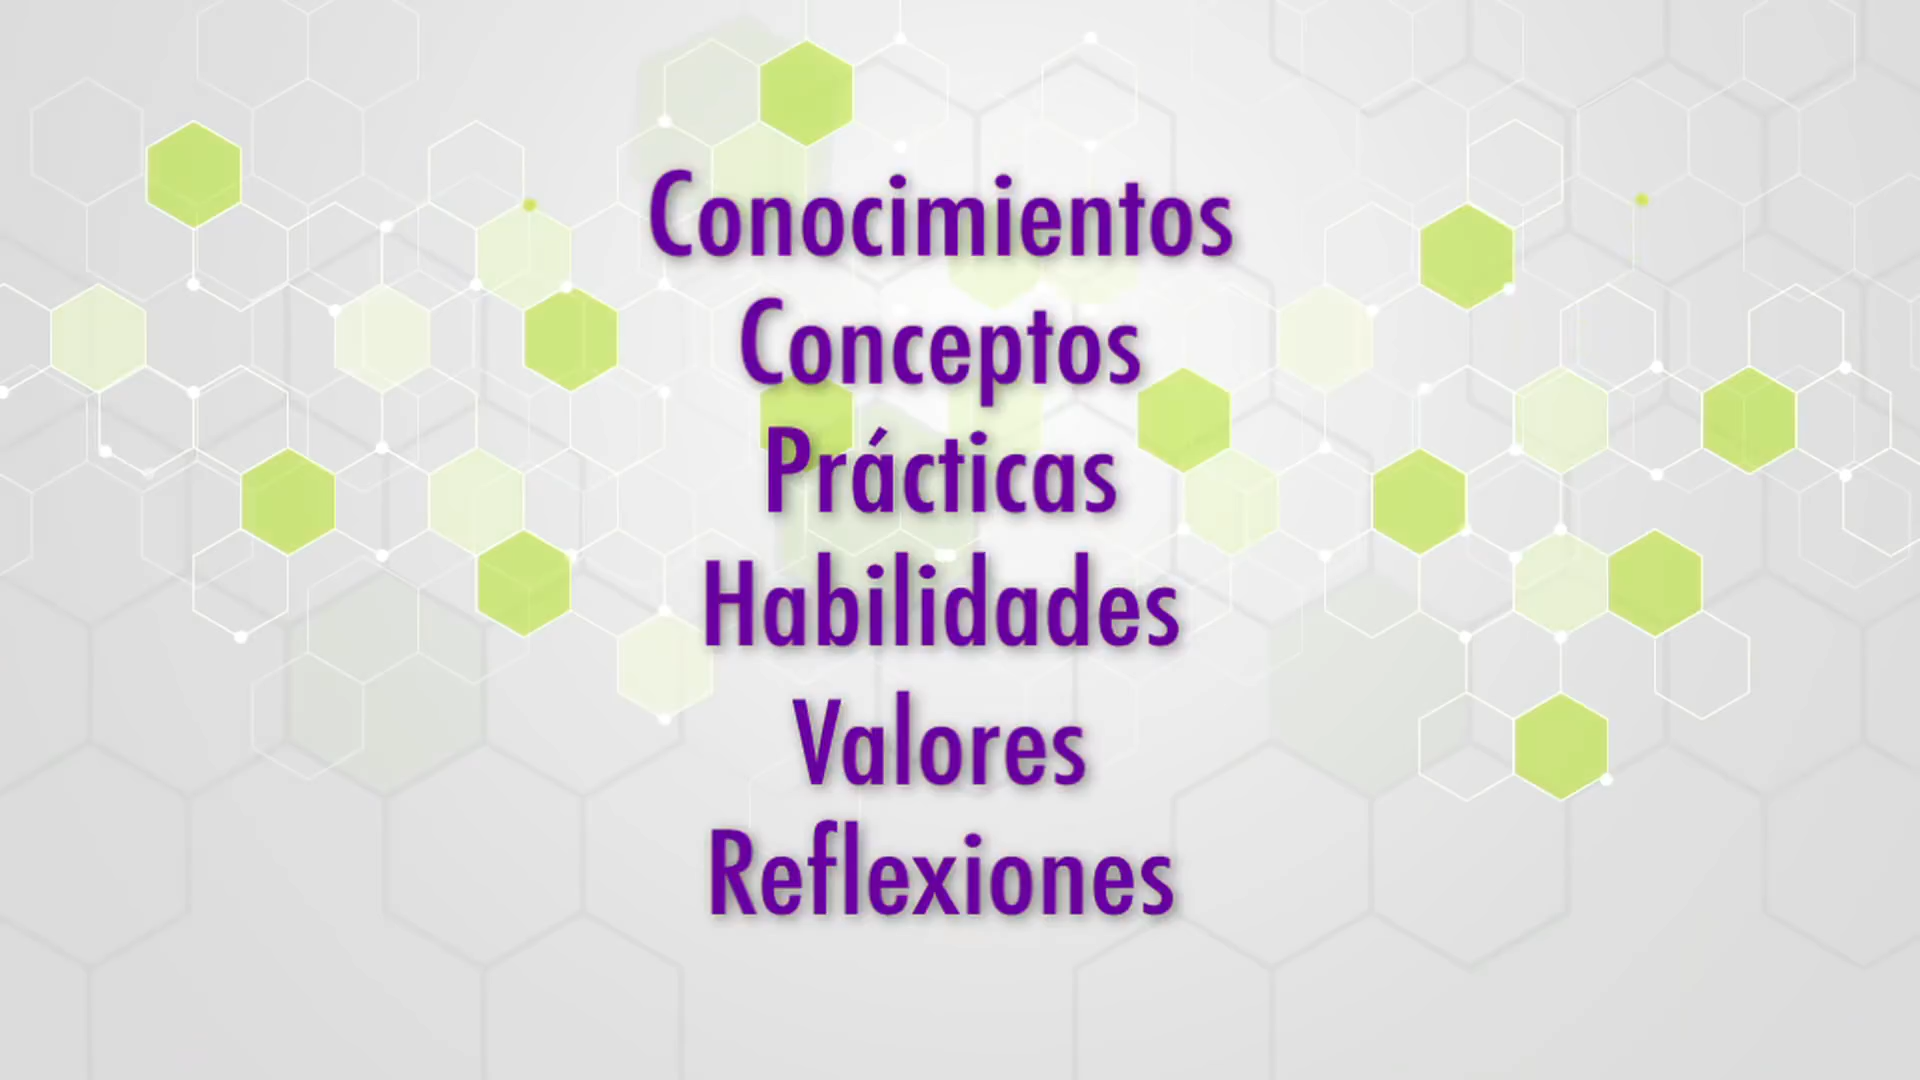 Conocimientos
Conceptos
Prácticas
Habilidades
Valores
Reflexiones